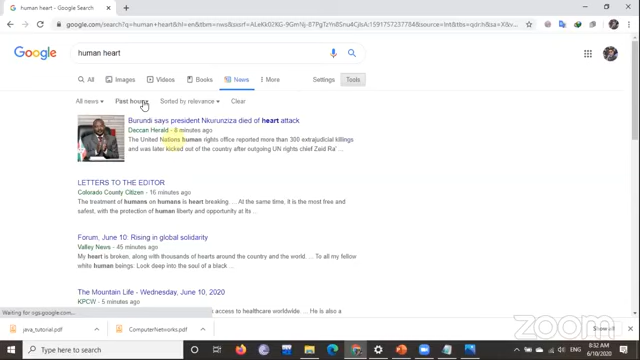 human heart - Google Search
google.com/search?q=human+heart&hl=en&tbm=nws&sxsrf=
Google
human heart
All
Images
Videos
Books
News
More
Settings
Tools
All news
Past hour
Sorted by relevance
Clear
Burundi says president Nkurunziza died of heart attack
Deccan Herald - 8 minutes ago
The United Nations human rights office reported more than 300 extrajudicial killings
and was later kicked out of the country after outgoing UN rights chief Zeid Ra' ...
LETTERS TO THE EDITOR
Colorado County Citizen - 16 minutes ago
The treatment of humans on humans is heart breaking. ... At the same time, it is the most free and
safest, with the protection of human liberty and opportunity at its ...
Forum, June 10: Rising in global solidarity
Valley News - 45 minutes ago
My heart is broken, along with thousands of hearts around the country and the world. ... To all my fellow
white human beings: Look deep into the soul of a black ...
The Mountain Life - Wednesday, June 10, 2020
KPCW - 5 minutes ago
access to healthcare worldwide. ... He is also a
Waiting for ogs.google.com...
java_tutorial.pdf
ComputerNetworks.pdf
Show all
zoom
Type here to search
ENG
8:32 AM
6/10/2020